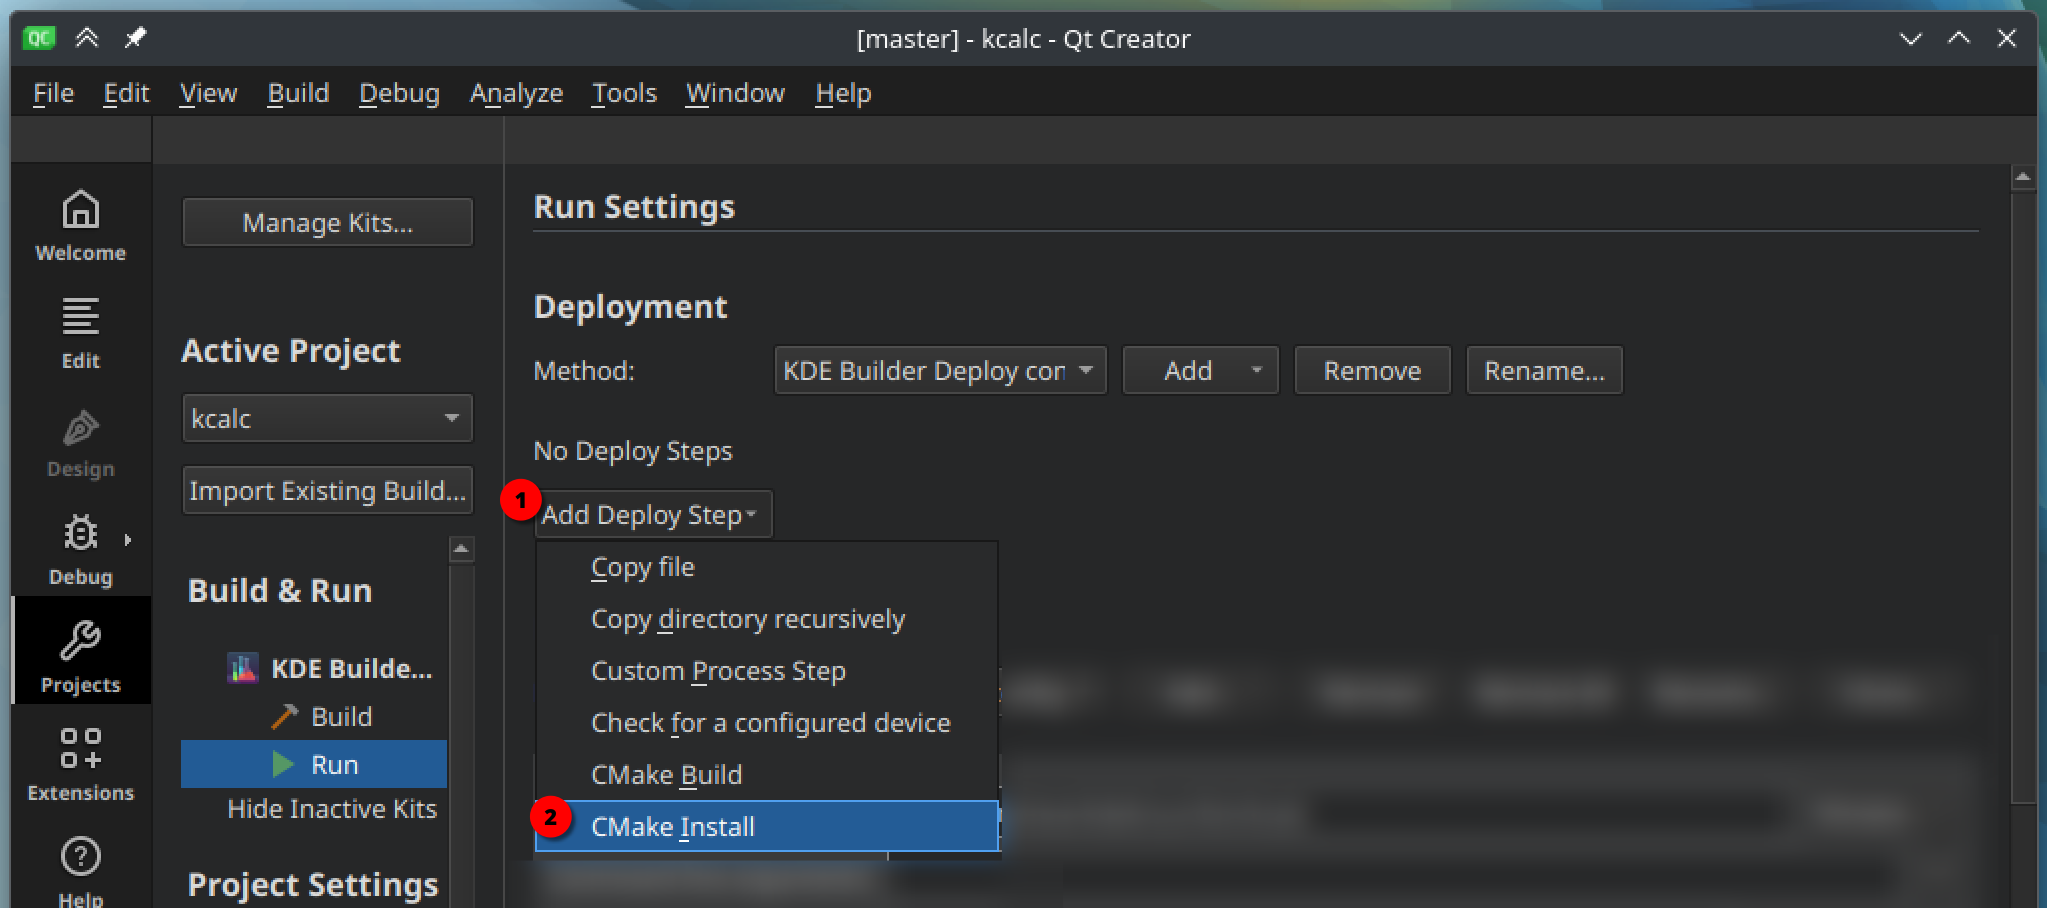 QC
[master] - kcalc - Qt Creator
File Edit View Build Debug Analyze Tools Window Help
Welcome
Edit
Design
Debug
Projects
Extensions
Help
Manage Kits...
Active Project
kcalc
Import Existing Build...
Build & Run
KDE Builde...
Build
Run
Hide Inactive Kits
Project Settings
Run Settings
Deployment
Method: KDE Builder Deploy con Add Remove Rename...
No Deploy Steps
1 Add Deploy Step
Copy file
Copy directory recursively
Custom Process Step
Check for a configured device
CMake Build
2 CMake Install